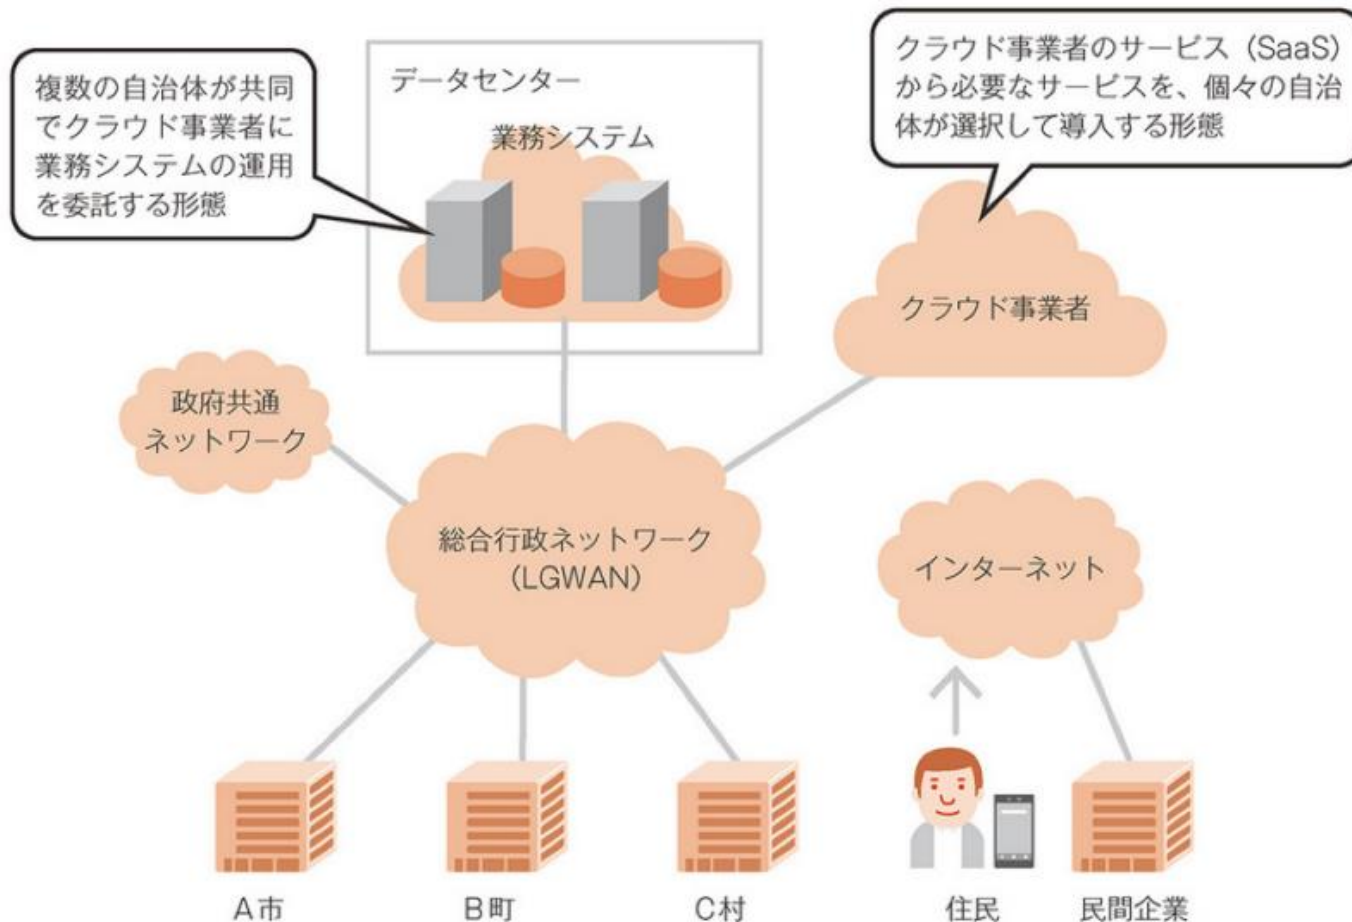 複数の自治体が共同
でクラウド事業者に
業務システムの運用
を委託する形態
データセンター
業務システム
クラウド事業者のサービス（SaaS）
から必要なサービスを、個々の自治
体が選択して導入する形態
クラウド事業者
政府共通
ネットワーク
総合行政ネットワーク
(LGWAN)
インターネット
A市
B町
C村
住民
民間企業